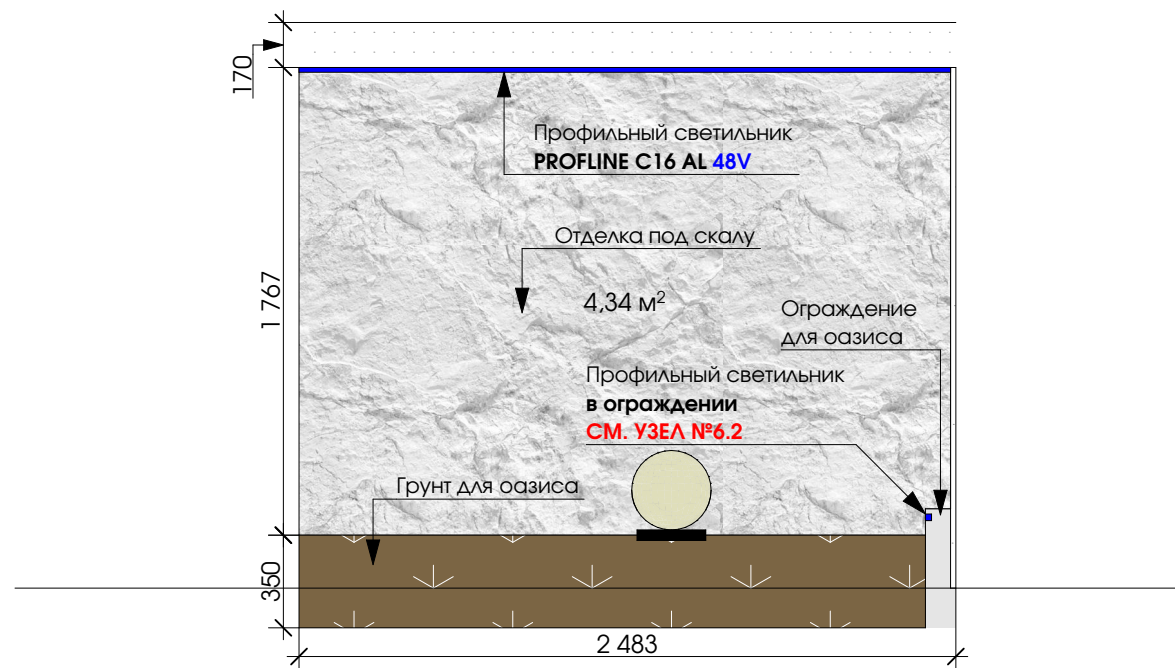 170
Профильный светильник
PROFLINE C16 AL 48V
Отделка под скалу
4,34 м²
1 767
Ограждение
для оазиса
Профильный светильник
в ограждении
СМ. УЗЕЛ №6.2
Грунт для оазиса
350
2 483